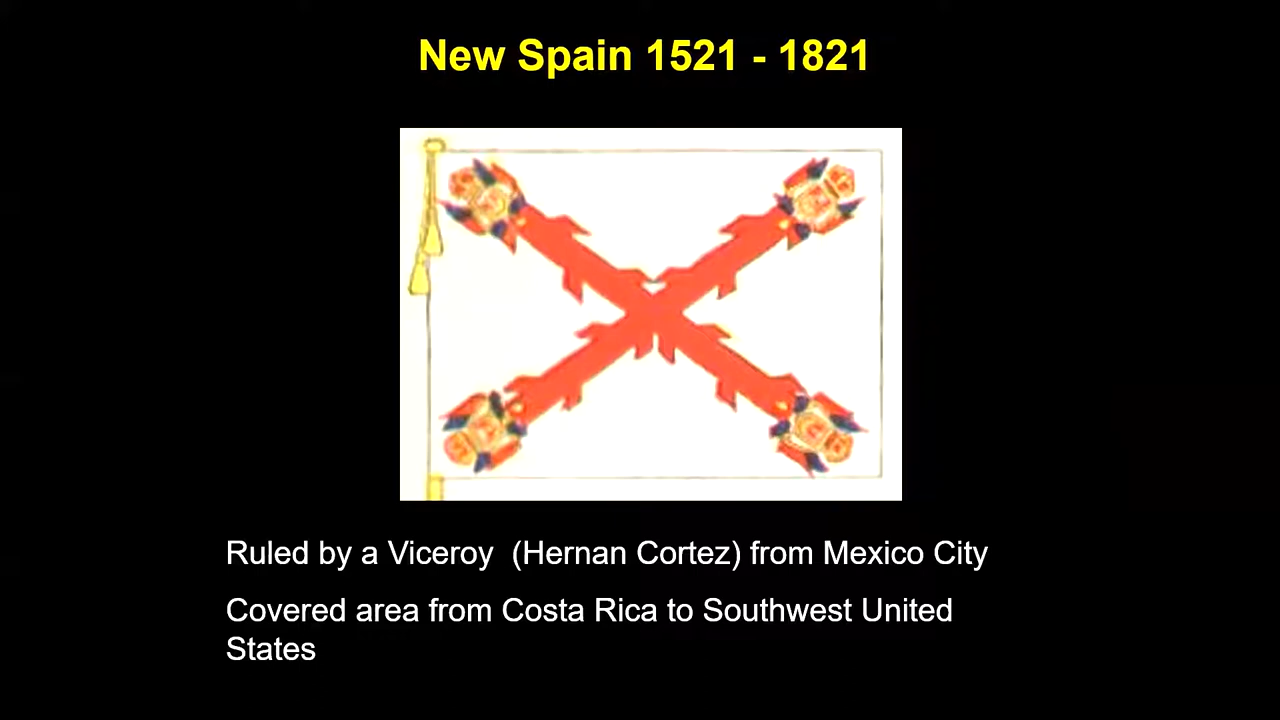 New Spain 1521 - 1821
Ruled by a Viceroy  (Hernan Cortez) from Mexico City
Covered area from Costa Rica to Southwest United
States